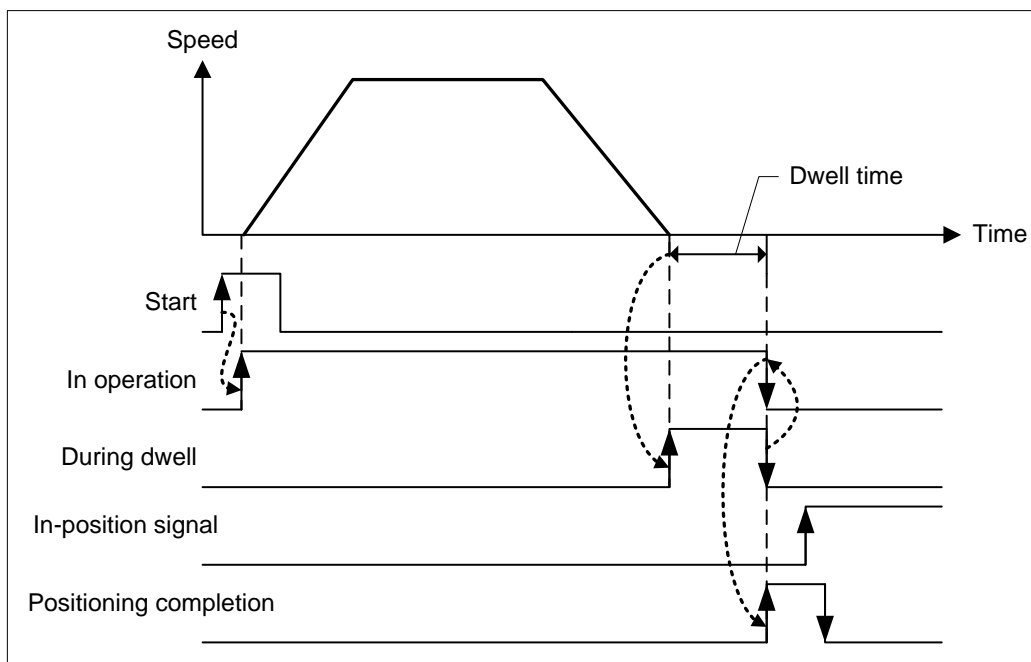 Speed
Dwell time
Time
Start
In operation
During dwell
In-position signal
Positioning completion